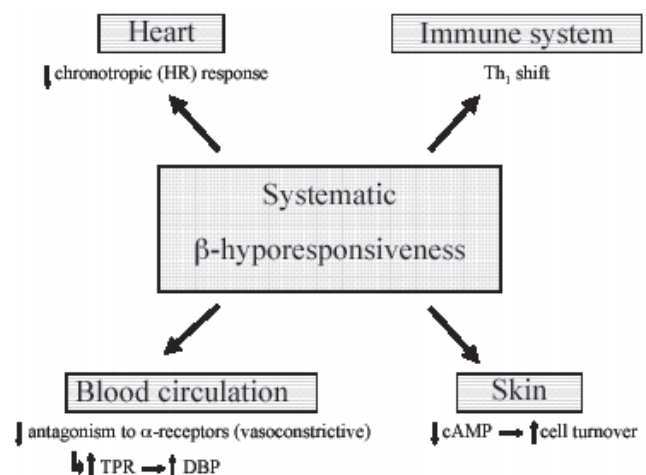 Heart
Immune system
↓ chronotropic (HR) response
Th₁ shift
Systematic
β-hyporesponsiveness
Blood circulation
Skin
↓ antagonism to α-receptors (vasoconstrictive)
↓cAMP → ↑cell turnover
↳↑ TPR → ↑ DBP